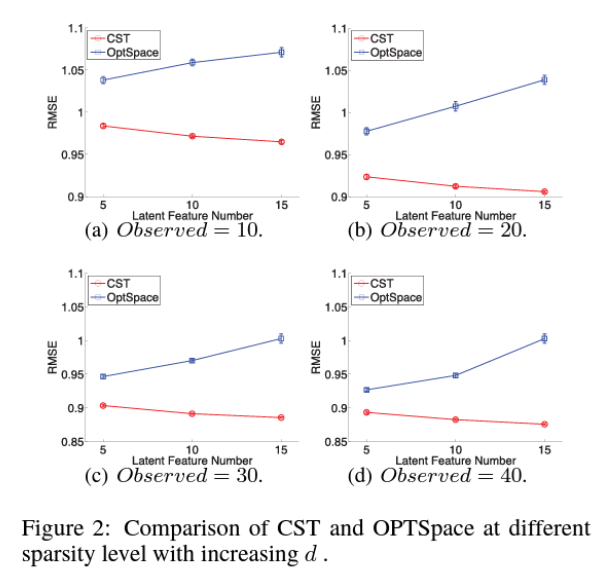 1.1
CST
OptSpace
1.05
RMSE
1
0.95
0.9
5 10 15
Latent Feature Number
(a) Observed = 10.
1.1
CST
OptSpace
1.05
RMSE
1
0.95
0.9
5 10 15
Latent Feature Number
(b) Observed = 20.
1.1
CST
OptSpace
1.05
RMSE
1
0.95
0.9
0.85
5 10 15
Latent Feature Number
(c) Observed = 30.
1.1
CST
OptSpace
1.05
RMSE
1
0.95
0.9
0.85
5 10 15
Latent Feature Number
(d) Observed = 40.
Figure 2: Comparison of CST and OPTSpace at different
sparsity level with increasing d .